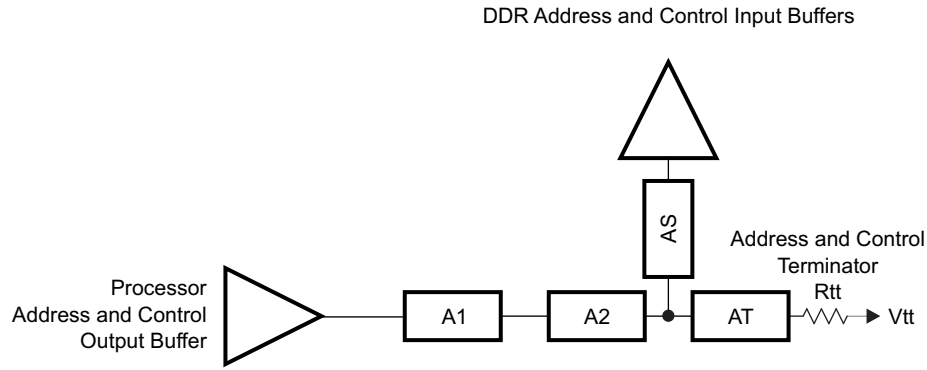 DDR Address and Control Input Buffers
AS
Address and Control
Terminator
Rtt
Processor
Address and Control
Output Buffer
A1
A2
AT
Vtt